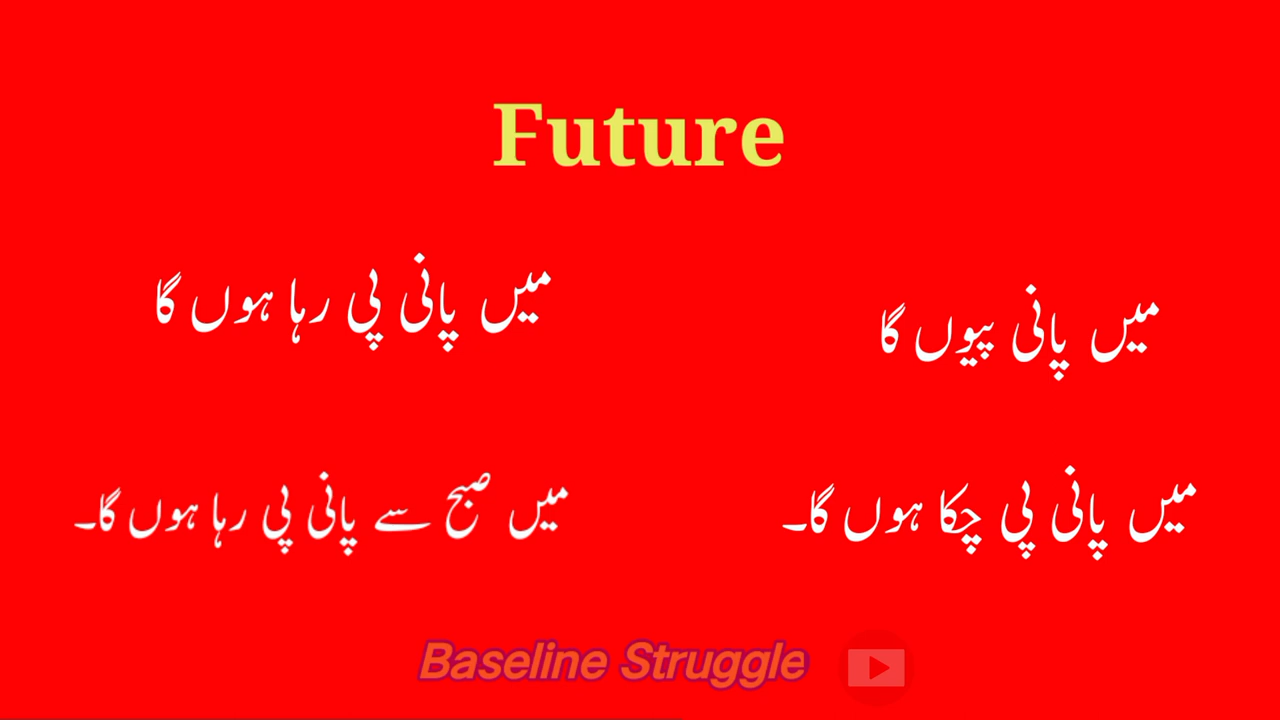 Future
میں پانی پیوں گا
میں پانی پی رہا ہوں گا
میں پانی پی چکا ہوں گا۔
میں صبح سے پانی پی رہا ہوں گا۔
Baseline Struggle